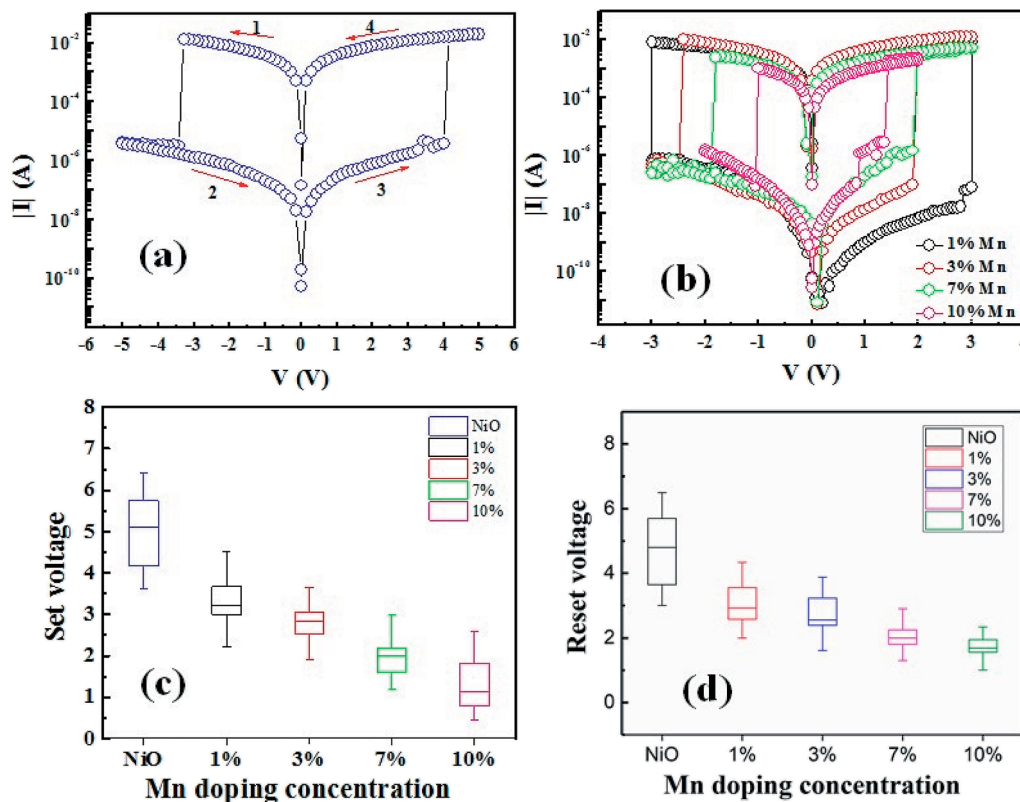 |I| (A)
10-2
10-4
10-6
10-8
10-10
1
4
2
3
(a)
-6 -5 -4 -3 -2 -1 0 1 2 3 4 5 6
V (V)
|I| (A)
10-2
10-4
10-6
10-8
10-10
(b)
1% Mn
3% Mn
7% Mn
10% Mn
-4 -3 -2 -1 0 1 2 3 4
V (V)
Set voltage
8
7
6
5
4
3
2
1
0
NiO
1%
3%
7%
10%
(c)
NiO 1% 3% 7% 10%
Mn doping concentration
Reset voltage
8
6
4
2
0
NiO
1%
3%
7%
10%
(d)
NiO 1% 3% 7% 10%
Mn doping concentration